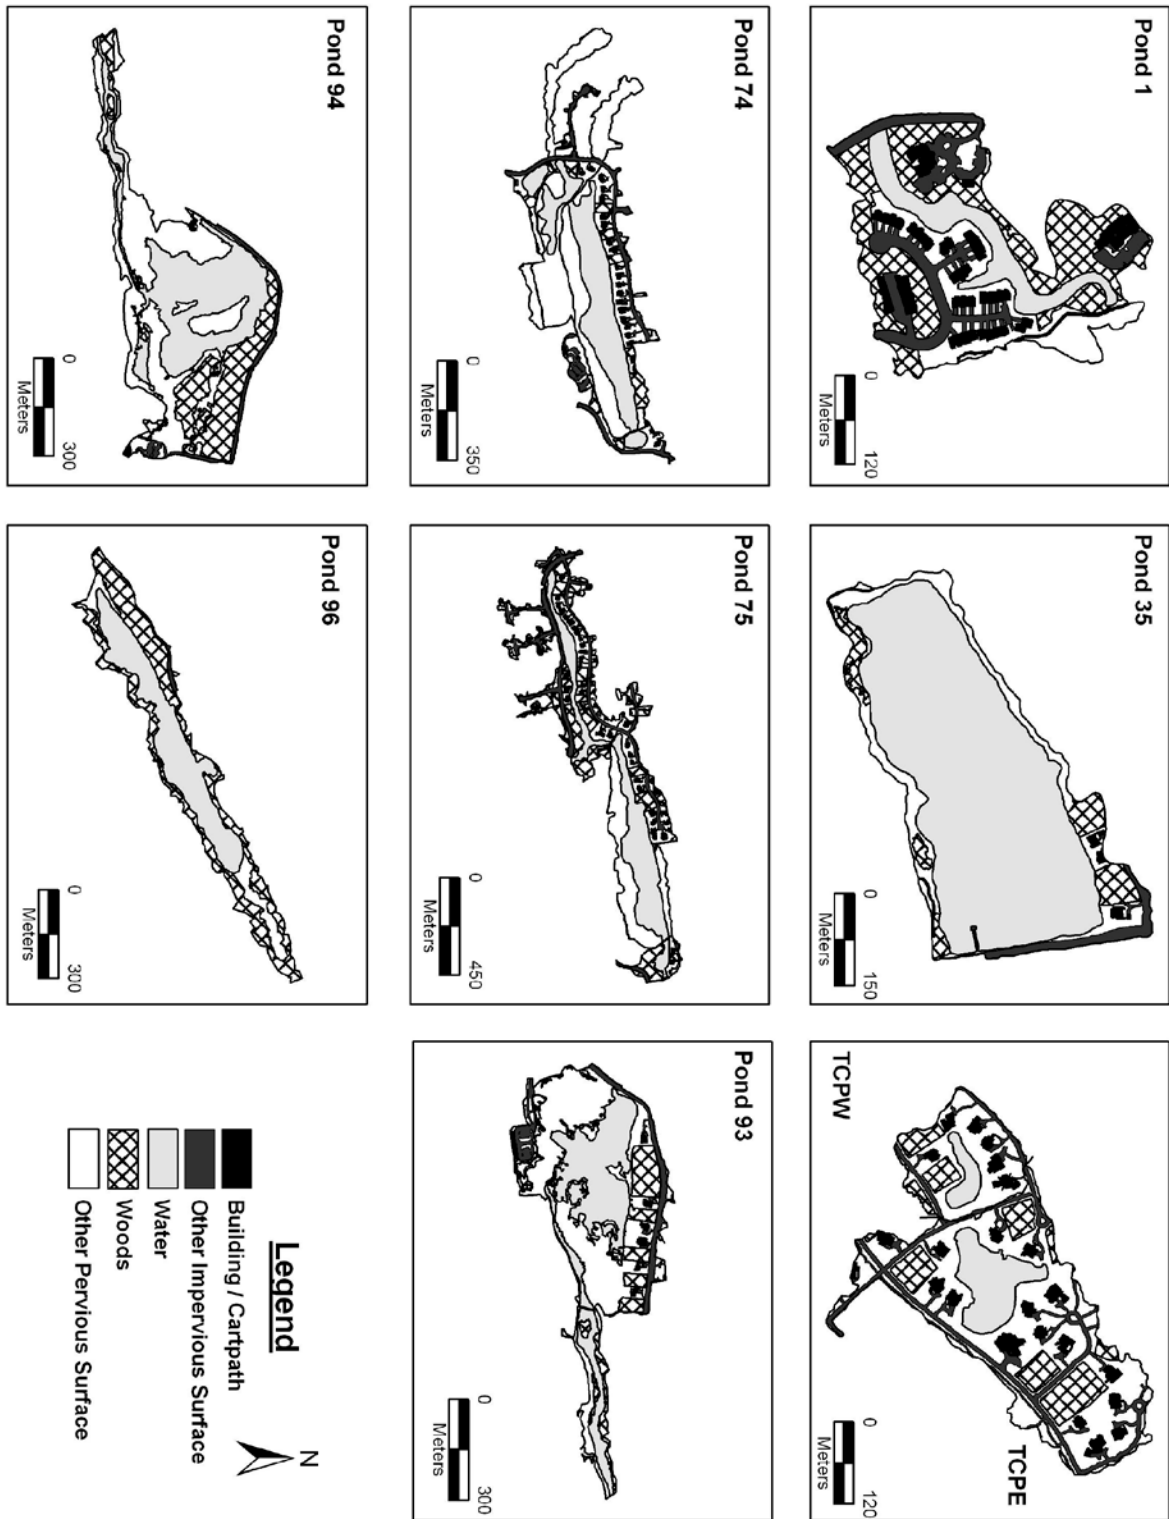 Pond 1
0 120
Meters
Pond 35
0 150
Meters
TCPW
TCPE
0 120
Meters
Pond 74
0 350
Meters
Pond 75
0 450
Meters
Pond 93
0 300
Meters
Pond 94
0 300
Meters
Pond 96
0 300
Meters
Legend
N
Building / Cartpath
Other Impervious Surface
Water
Woods
Other Pervious Surface